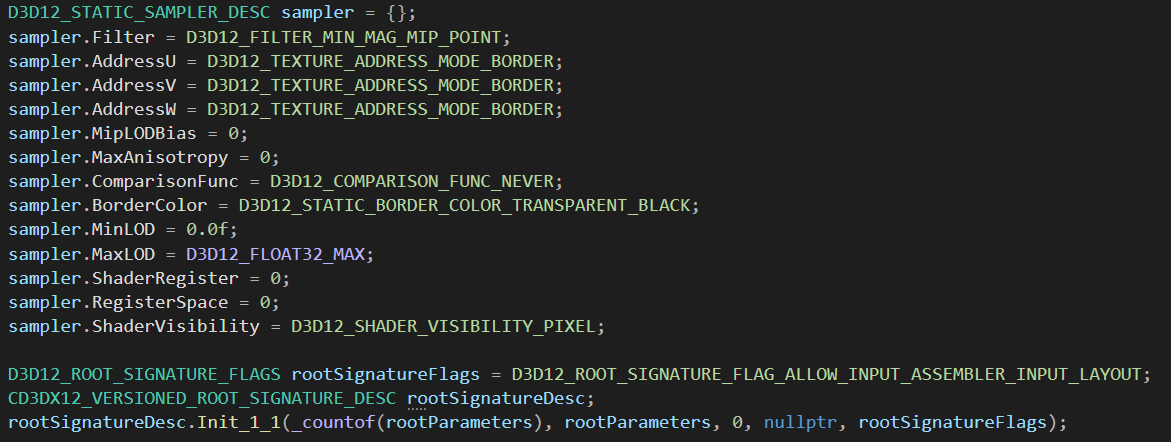 D3D12_STATIC_SAMPLER_DESC sampler = {};
sampler.Filter = D3D12_FILTER_MIN_MAG_MIP_POINT;
sampler.AddressU = D3D12_TEXTURE_ADDRESS_MODE_BORDER;
sampler.AddressV = D3D12_TEXTURE_ADDRESS_MODE_BORDER;
sampler.AddressW = D3D12_TEXTURE_ADDRESS_MODE_BORDER;
sampler.MipLODBias = 0;
sampler.MaxAnisotropy = 0;
sampler.ComparisonFunc = D3D12_COMPARISON_FUNC_NEVER;
sampler.BorderColor = D3D12_STATIC_BORDER_COLOR_TRANSPARENT_BLACK;
sampler.MinLOD = 0.0f;
sampler.MaxLOD = D3D12_FLOAT32_MAX;
sampler.ShaderRegister = 0;
sampler.RegisterSpace = 0;
sampler.ShaderVisibility = D3D12_SHADER_VISIBILITY_PIXEL;
D3D12_ROOT_SIGNATURE_FLAGS rootSignatureFlags = D3D12_ROOT_SIGNATURE_FLAG_ALLOW_INPUT_ASSEMBLER_INPUT_LAYOUT;
CD3DX12_VERSIONED_ROOT_SIGNATURE_DESC rootSignatureDesc;
rootSignatureDesc.Init_1_1(_countof(rootParameters), rootParameters, 0, nullptr, rootSignatureFlags);